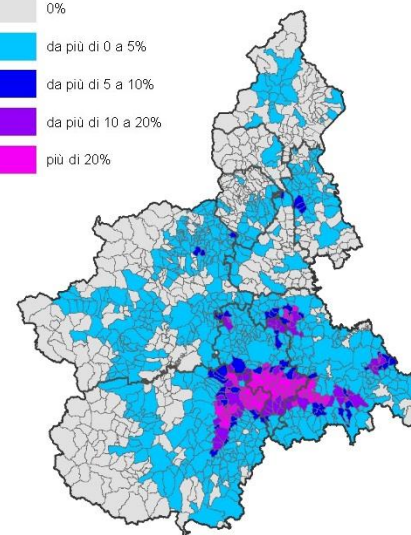 0%
da più di 0 a 5%
da più di 5 a 10%
da più di 10 a 20%
più di 20%